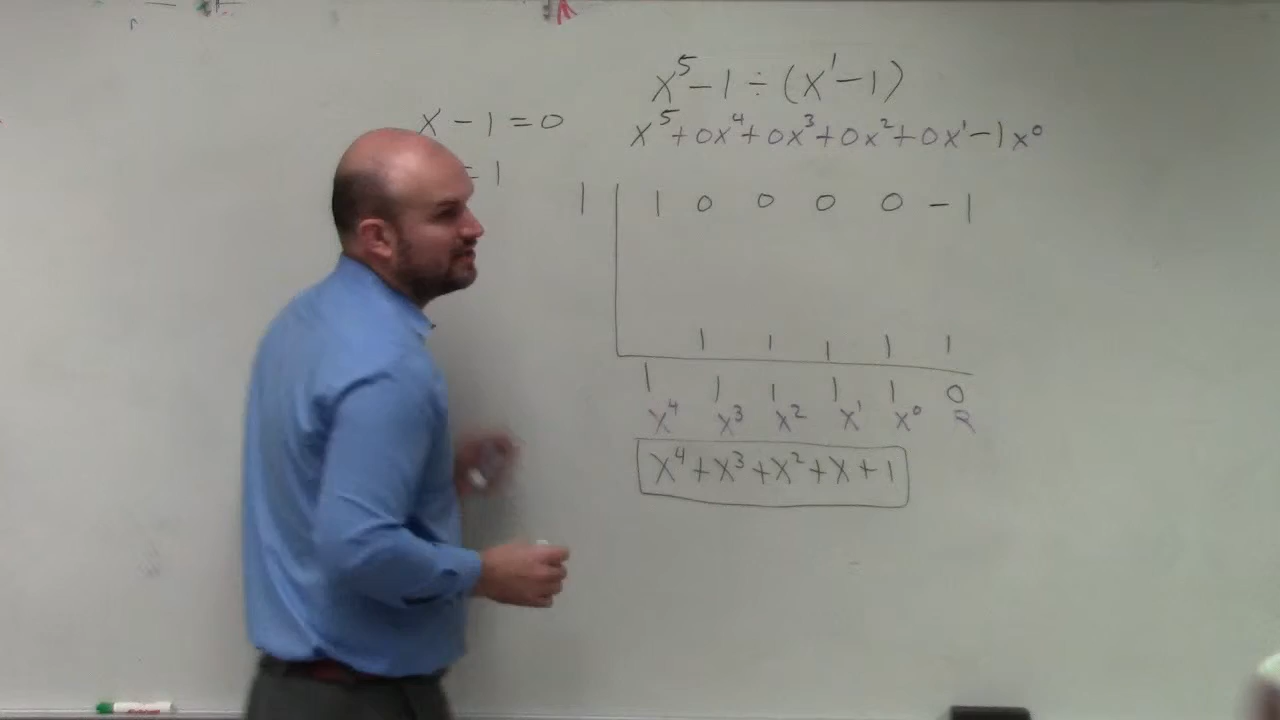 x⁵ - 1 ÷ (x¹ - 1)
x - 1 = 0
x⁵ + 0x⁴ + 0x³ + 0x² + 0x¹ - 1x⁰
= 1
1 | 1 0 0 0 0 -1
1 1 1 1 1
1 1 1 1 1 0
x⁴ x³ x² x¹ x⁰ R
x⁴ + x³ + x² + x + 1